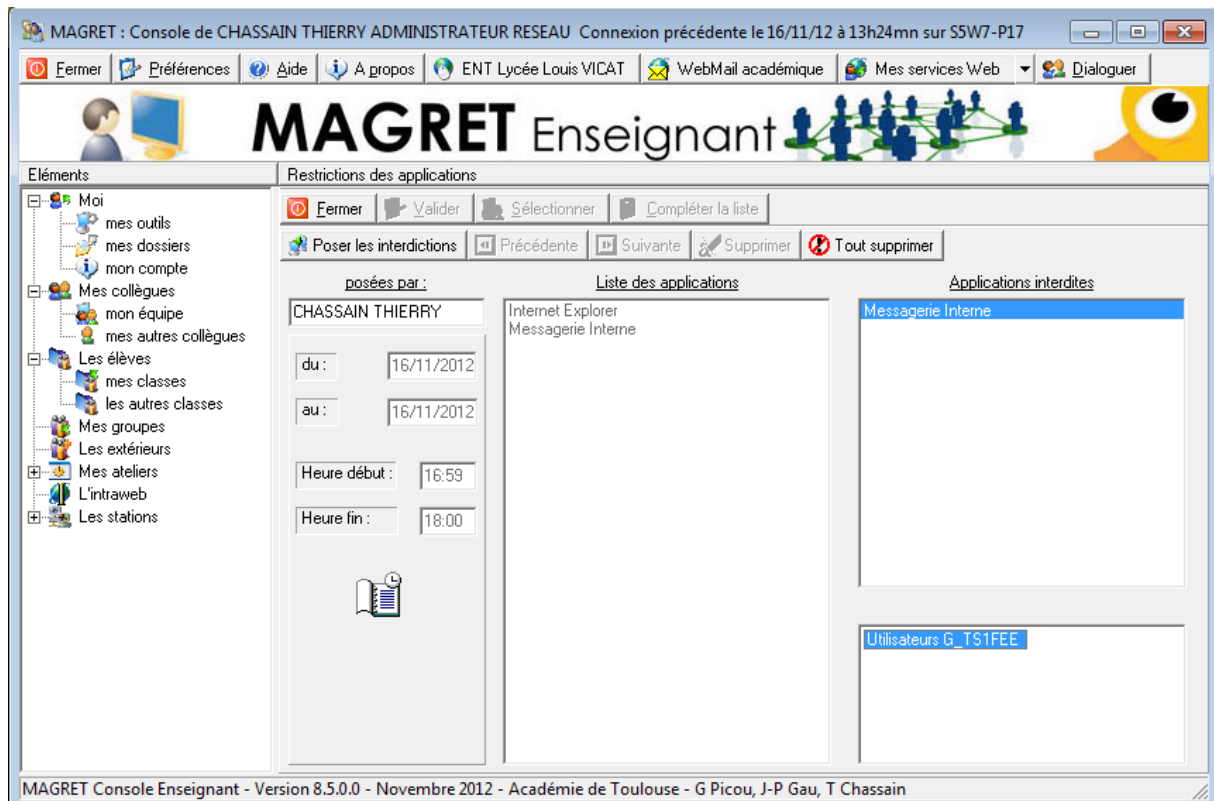 MAGRET : Console de CHASSAIN THIERRY ADMINISTRATEUR RESEAU Connexion précédente le 16/11/12 à 13h24mn sur S5W7-P17
Fermer Préférences Aide A propos ENT Lycée Louis VICAT WebMail académique Mes services Web Dialoguer
MAGRET Enseignant
Eléments
Restrictions des applications
Moi
mes outils
mes dossiers
mon compte
Mes collègues
mon équipe
mes autres collègues
Les élèves
mes classes
les autres classes
Mes groupes
Les extérieurs
Mes ateliers
L'intraweb
Les stations
Fermer Valider Sélectionner Compléter la liste
Poser les interdictions Précédente Suivante Supprimer Tout supprimer
posées par :
CHASSAIN THIERRY
du : 16/11/2012
au : 16/11/2012
Heure début : 16:59
Heure fin : 18:00
Liste des applications
Internet Explorer
Messagerie Interne
Applications interdites
Messagerie Interne
Utilisateurs G_TS1FEE
MAGRET Console Enseignant - Version 8.5.0.0 - Novembre 2012 - Académie de Toulouse - G Picou, J-P Gau, T Chassain